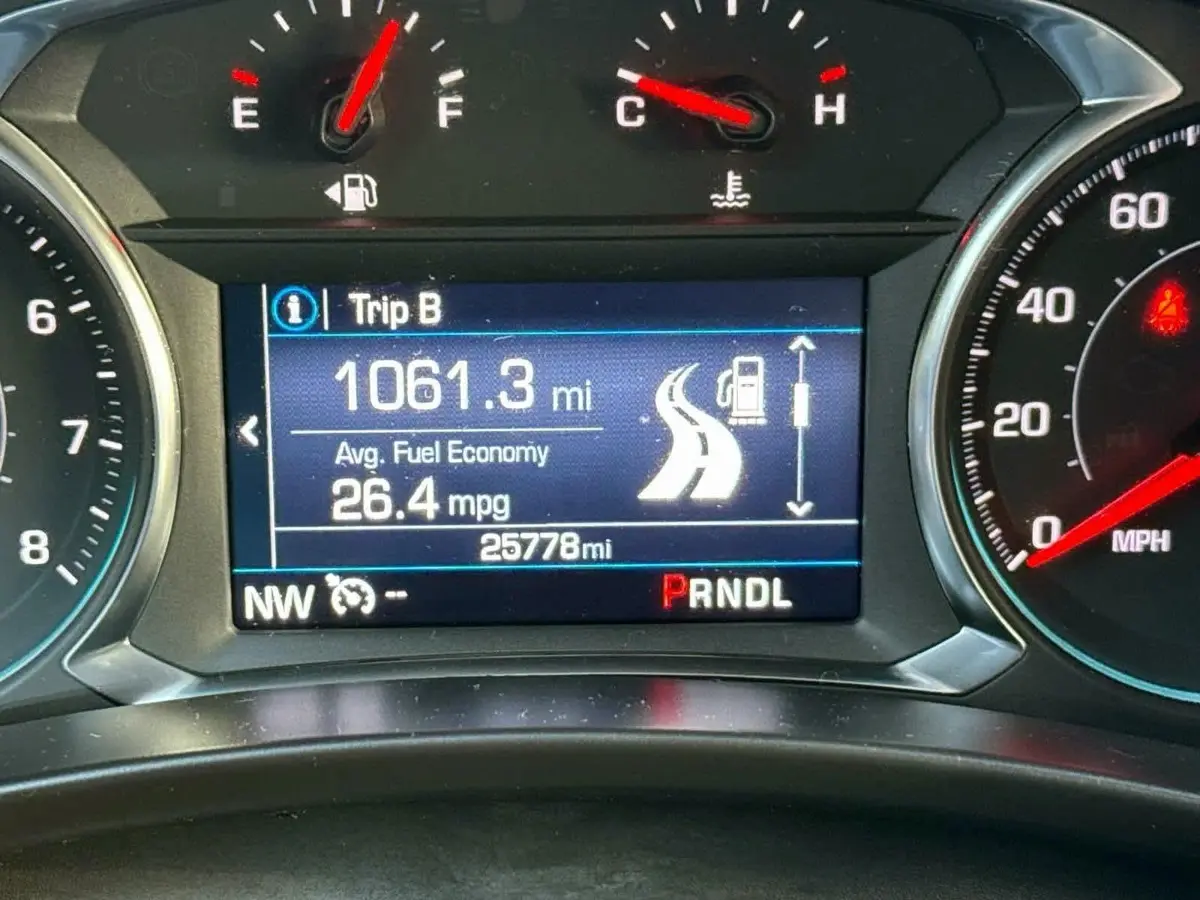 E F
C H
60
40
20
0
MPH
6
7
8
i Trip B
1061.3 mi
Avg. Fuel Economy
26.4 mpg
25778mi
NW -- PRNDL